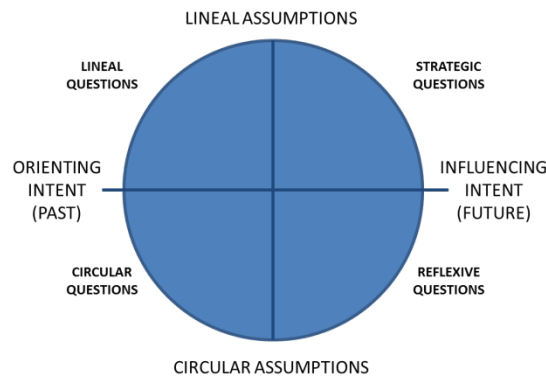 LINEAL ASSUMPTIONS
LINEAL
QUESTIONS
STRATEGIC
QUESTIONS
ORIENTING
INTENT
(PAST)
INFLUENCING
INTENT
(FUTURE)
CIRCULAR
QUESTIONS
REFLEXIVE
QUESTIONS
CIRCULAR ASSUMPTIONS